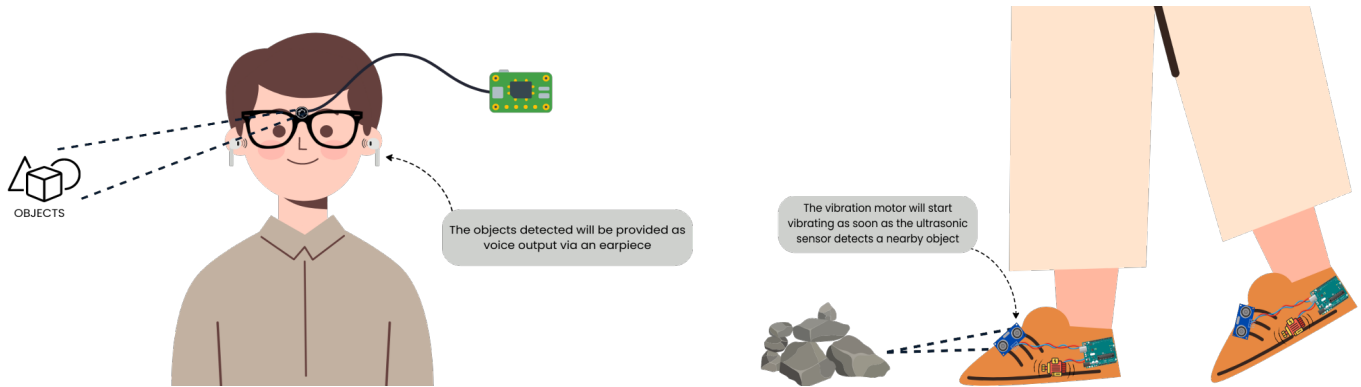 OBJECTS
The objects detected will be provided as
voice output via an earpiece
The vibration motor will start
vibrating as soon as the ultrasonic
sensor detects a nearby object